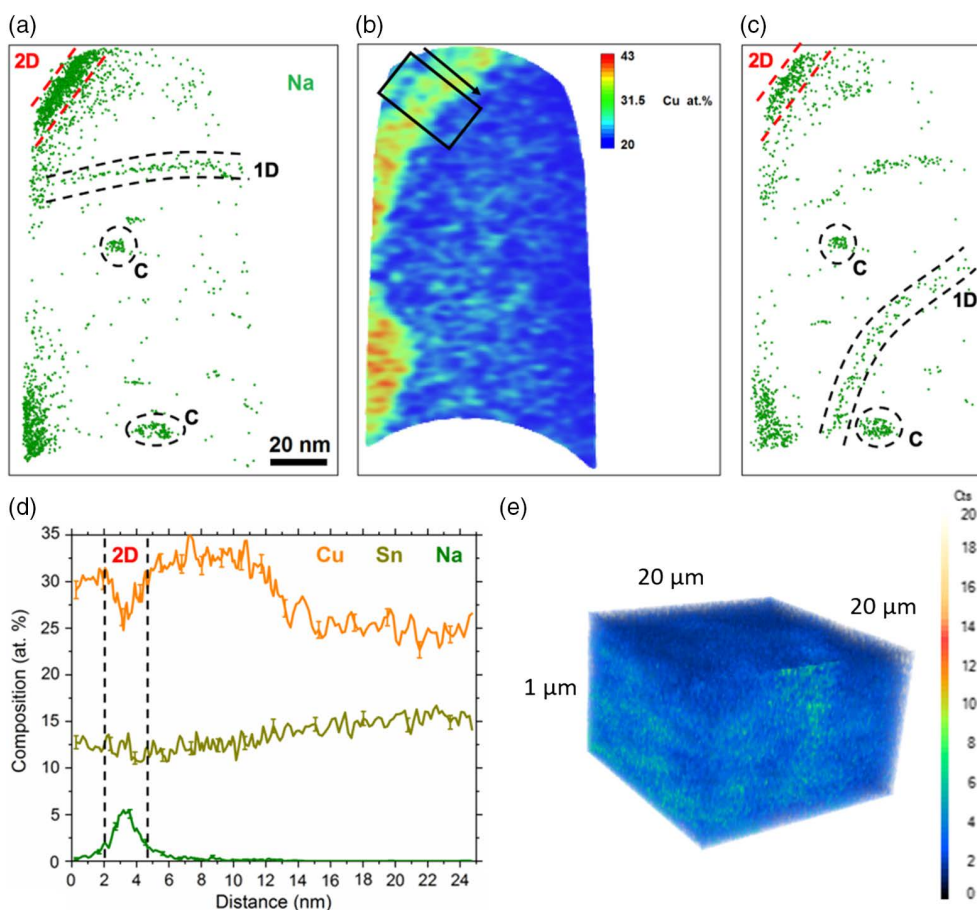 (a)
(b)
(c)
2D
Na
1D
C
C
20 nm
43
31.5 Cu at.%
20
2D
C
1D
C
(d)
35
30
25
20
15
10
5
0
Composition (at. %)
2D
Cu
Sn
Na
0 2 4 6 8 10 12 14 16 18 20 22 24
Distance (nm)
(e)
20 µm
20 µm
1 µm
Cts
20
18
16
14
12
10
8
6
4
2
0